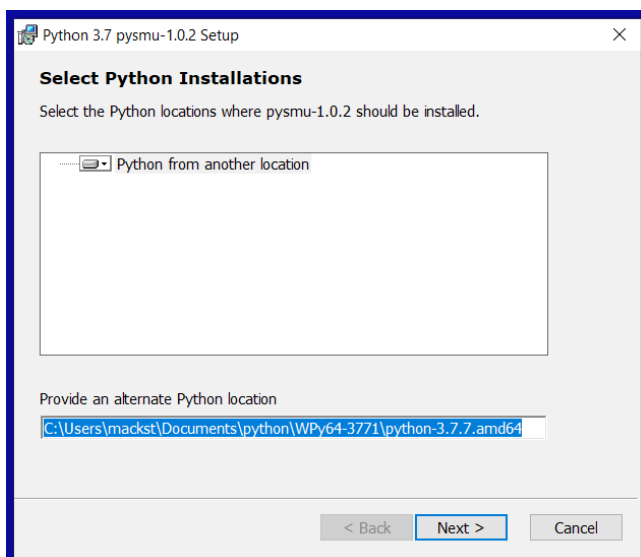 Python 3.7 pysmu-1.0.2 Setup
Select Python Installations
Select the Python locations where pysmu-1.0.2 should be installed.
Python from another location
Provide an alternate Python location
C:\Users\mackst\Documents\python\WPy64-3771\python-3.7.7.amd64
< Back Next > Cancel